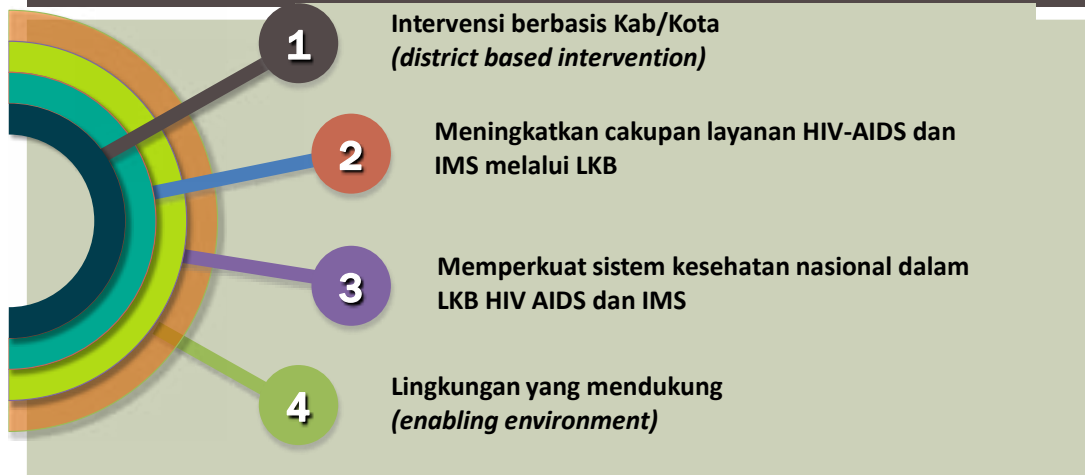 1
Intervensi berbasis Kab/Kota
(district based intervention)
2
Meningkatkan cakupan layanan HIV-AIDS dan
IMS melalui LKB
3
Memperkuat sistem kesehatan nasional dalam
LKB HIV AIDS dan IMS
4
Lingkungan yang mendukung
(enabling environment)